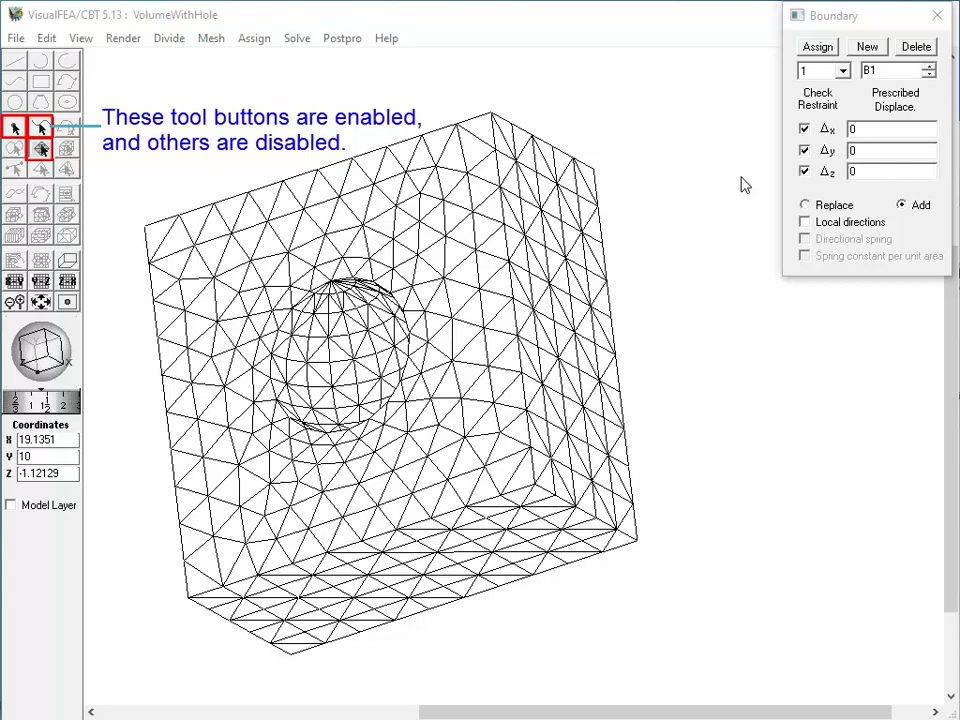 VisualFEA/CBT 5.13 : VolumeWithHole
File Edit View Render Divide Mesh Assign Solve Postpro Help
These tool buttons are enabled,
and others are disabled.
Boundary
Assign New Delete
1 B1
Check Prescribed
Restraint Displace.
Δx 0
Δy 0
Δz 0
Replace Add
Local directions
Directional spring
Spring constant per unit area
Coordinates
X 19.1351
Y 10
Z -1.12129
Model Layer